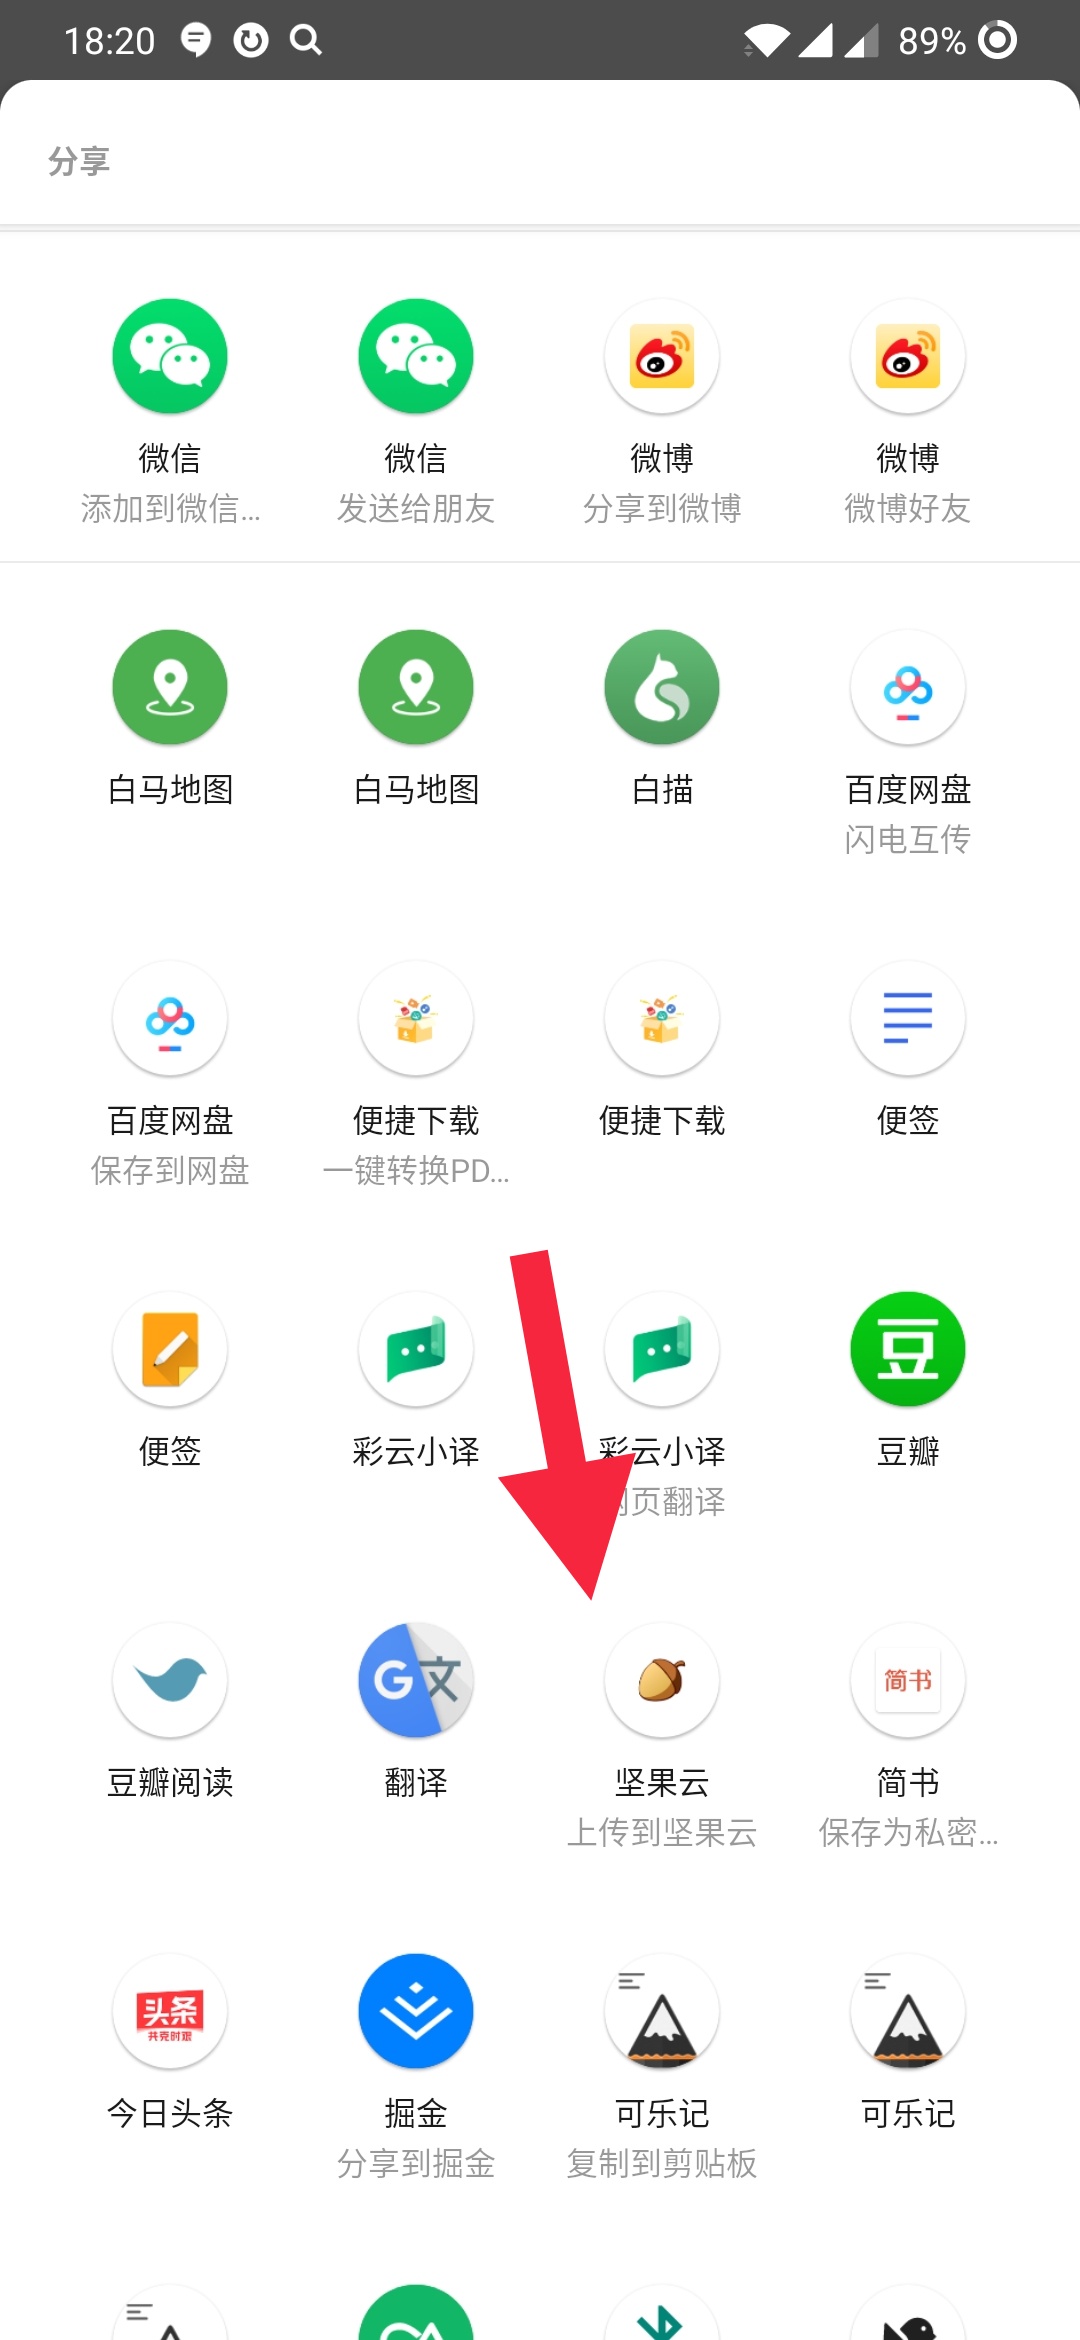 18:20
89%
分享
微信
微信
微博
微博
添加到微信...
发送给朋友
分享到微博
微博好友
白马地图
白马地图
白描
百度网盘
闪电互传
百度网盘
便捷下载
便捷下载
便签
保存到网盘
一键转换PD...
豆
便签
彩云小译
彩云小译
豆瓣
页翻译
G文
简书
豆瓣阅读
翻译
坚果云
简书
上传到坚果云
保存为私密...
头条
共克时艰
今日头条
掘金
可乐记
可乐记
分享到掘金
复制到剪贴板